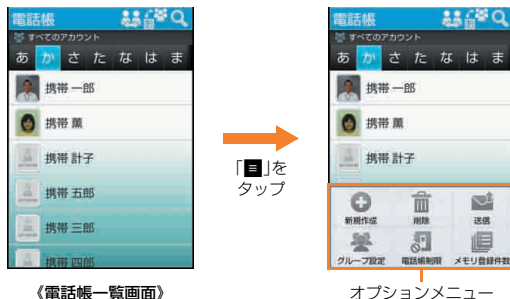 電話帳
すべてのアカウント
あ か さ た な は ま
携帯 一郎
携帯 薫
携帯 計子
携帯 五郎
携帯 三郎
携帯 四郎
《電話帳一覧画面》
「≡」を
タップ
電話帳
すべてのアカウント
あ か さ た な は ま
携帯 一郎
携帯 薫
携帯 計子
新規作成 削除 送信
グループ設定 電話帳制限 メモリ登録件数
オプションメニュー